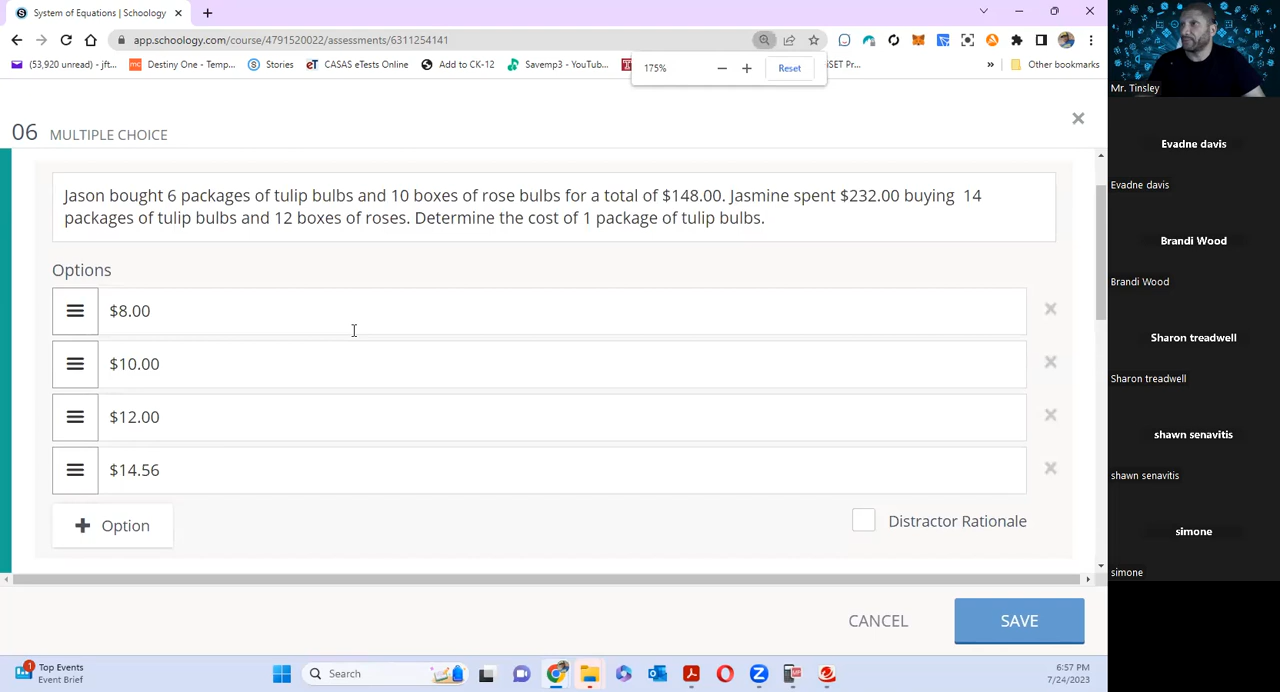 System of Equations | Schoology
app.schoology.com/course/4791520022/assessments/6311254141
(53,920 unread) - jft...
Destiny One - Temp...
Stories
CASAS eTests Online
Add to CK-12
Savemp3 - YouTub...
175%
Reset
iSET Pr...
»
Other bookmarks
06 MULTIPLE CHOICE
Jason bought 6 packages of tulip bulbs and 10 boxes of rose bulbs for a total of $148.00. Jasmine spent $232.00 buying 14
packages of tulip bulbs and 12 boxes of roses. Determine the cost of 1 package of tulip bulbs.
Options
$8.00
$10.00
$12.00
$14.56
Option
Distractor Rationale
CANCEL
SAVE
Top Events
Event Brief
1
Search
6:57 PM
7/24/2023
Mr. Tinsley
Evadne davis
Evadne davis
Brandi Wood
Brandi Wood
Sharon treadwell
Sharon treadwell
shawn senavitis
shawn senavitis
simone
simone